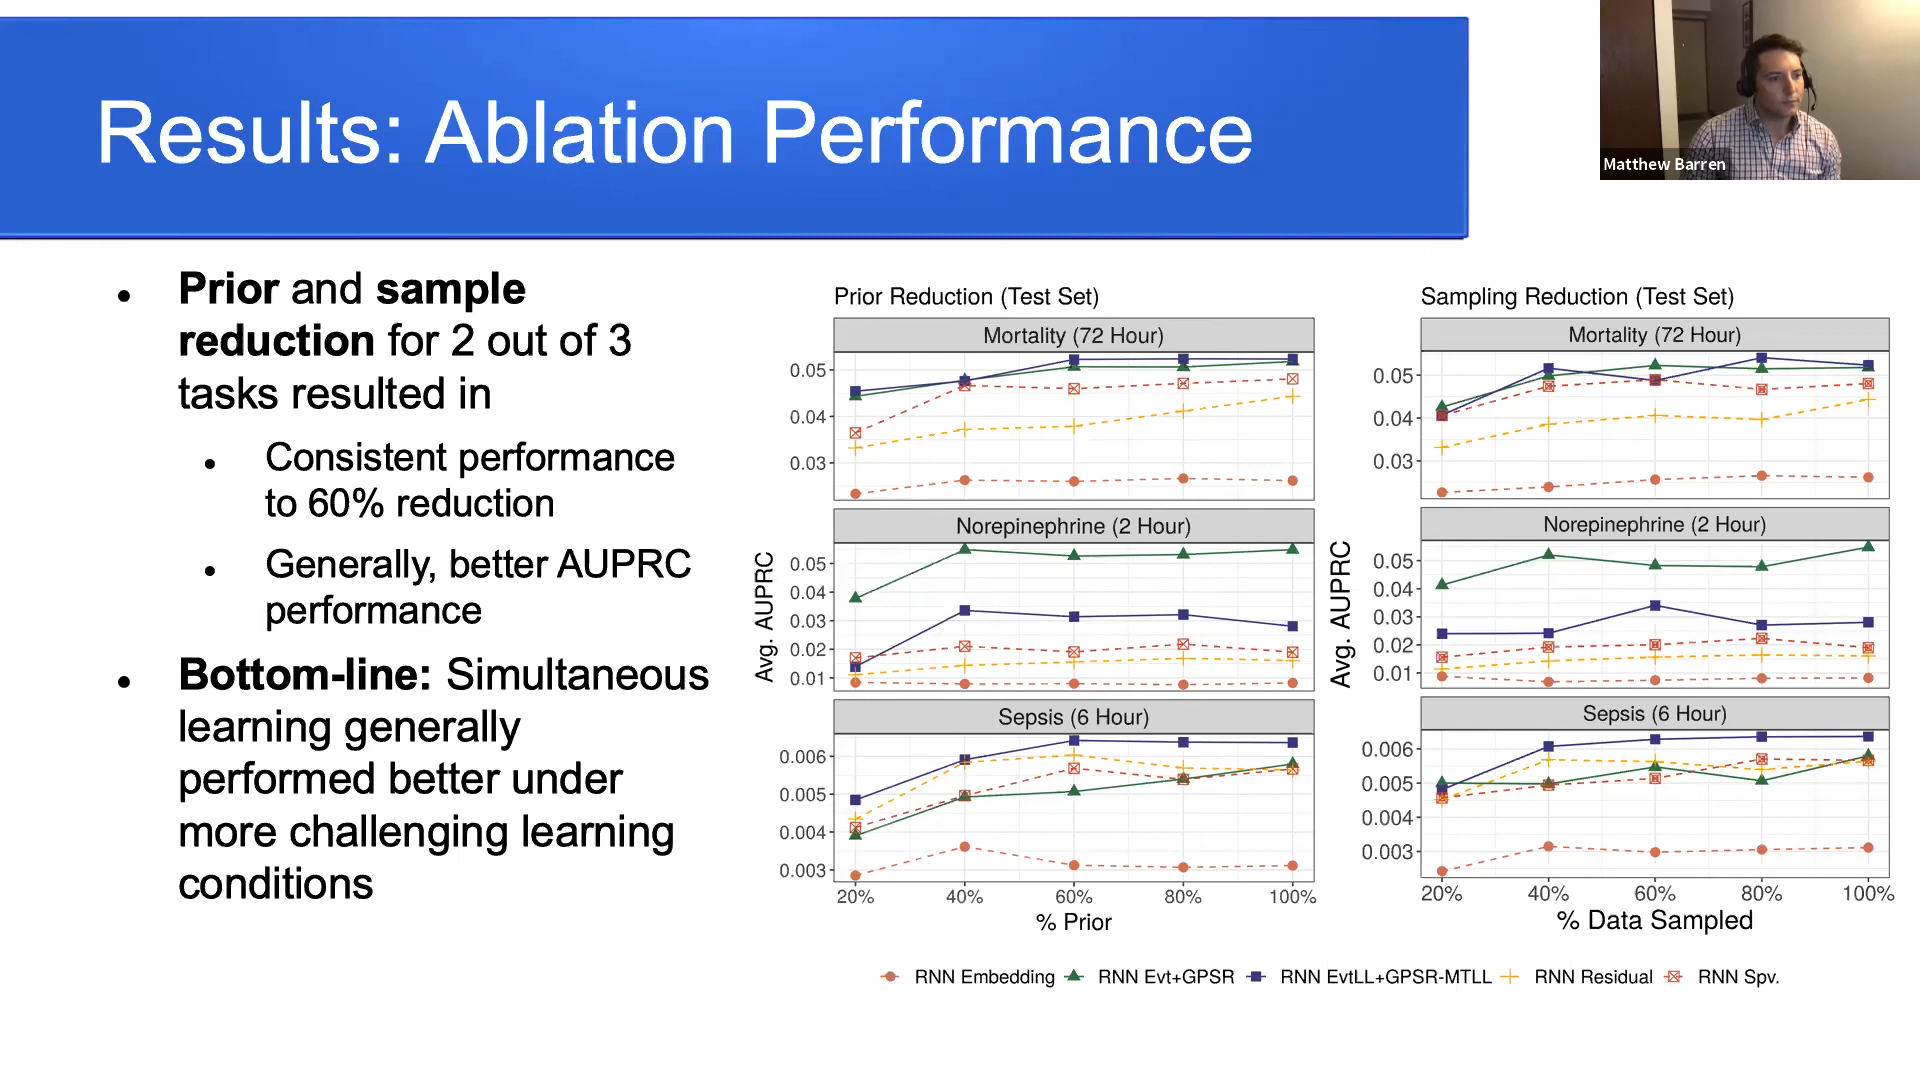 Results: Ablation Performance
Matthew Barren
Prior and sample
reduction for 2 out of 3
tasks resulted in
Consistent performance
to 60% reduction
Generally, better AUPRC
performance
Bottom-line: Simultaneous
learning generally
performed better under
more challenging learning
conditions
Prior Reduction (Test Set)
Mortality (72 Hour)
0.05
0.04
0.03
Norepinephrine (2 Hour)
0.05
0.04
0.03
0.02
0.01
Sepsis (6 Hour)
0.006
0.005
0.004
0.003
Avg. AUPRC
20% 40% 60% 80% 100%
% Prior
Sampling Reduction (Test Set)
Mortality (72 Hour)
0.05
0.04
0.03
Norepinephrine (2 Hour)
0.05
0.04
0.03
0.02
0.01
Sepsis (6 Hour)
0.006
0.005
0.004
0.003
Avg. AUPRC
20% 40% 60% 80% 100%
% Data Sampled
RNN Embedding RNN Evt+GPSR RNN EvtLL+GPSR-MTLL RNN Residual RNN Spv.